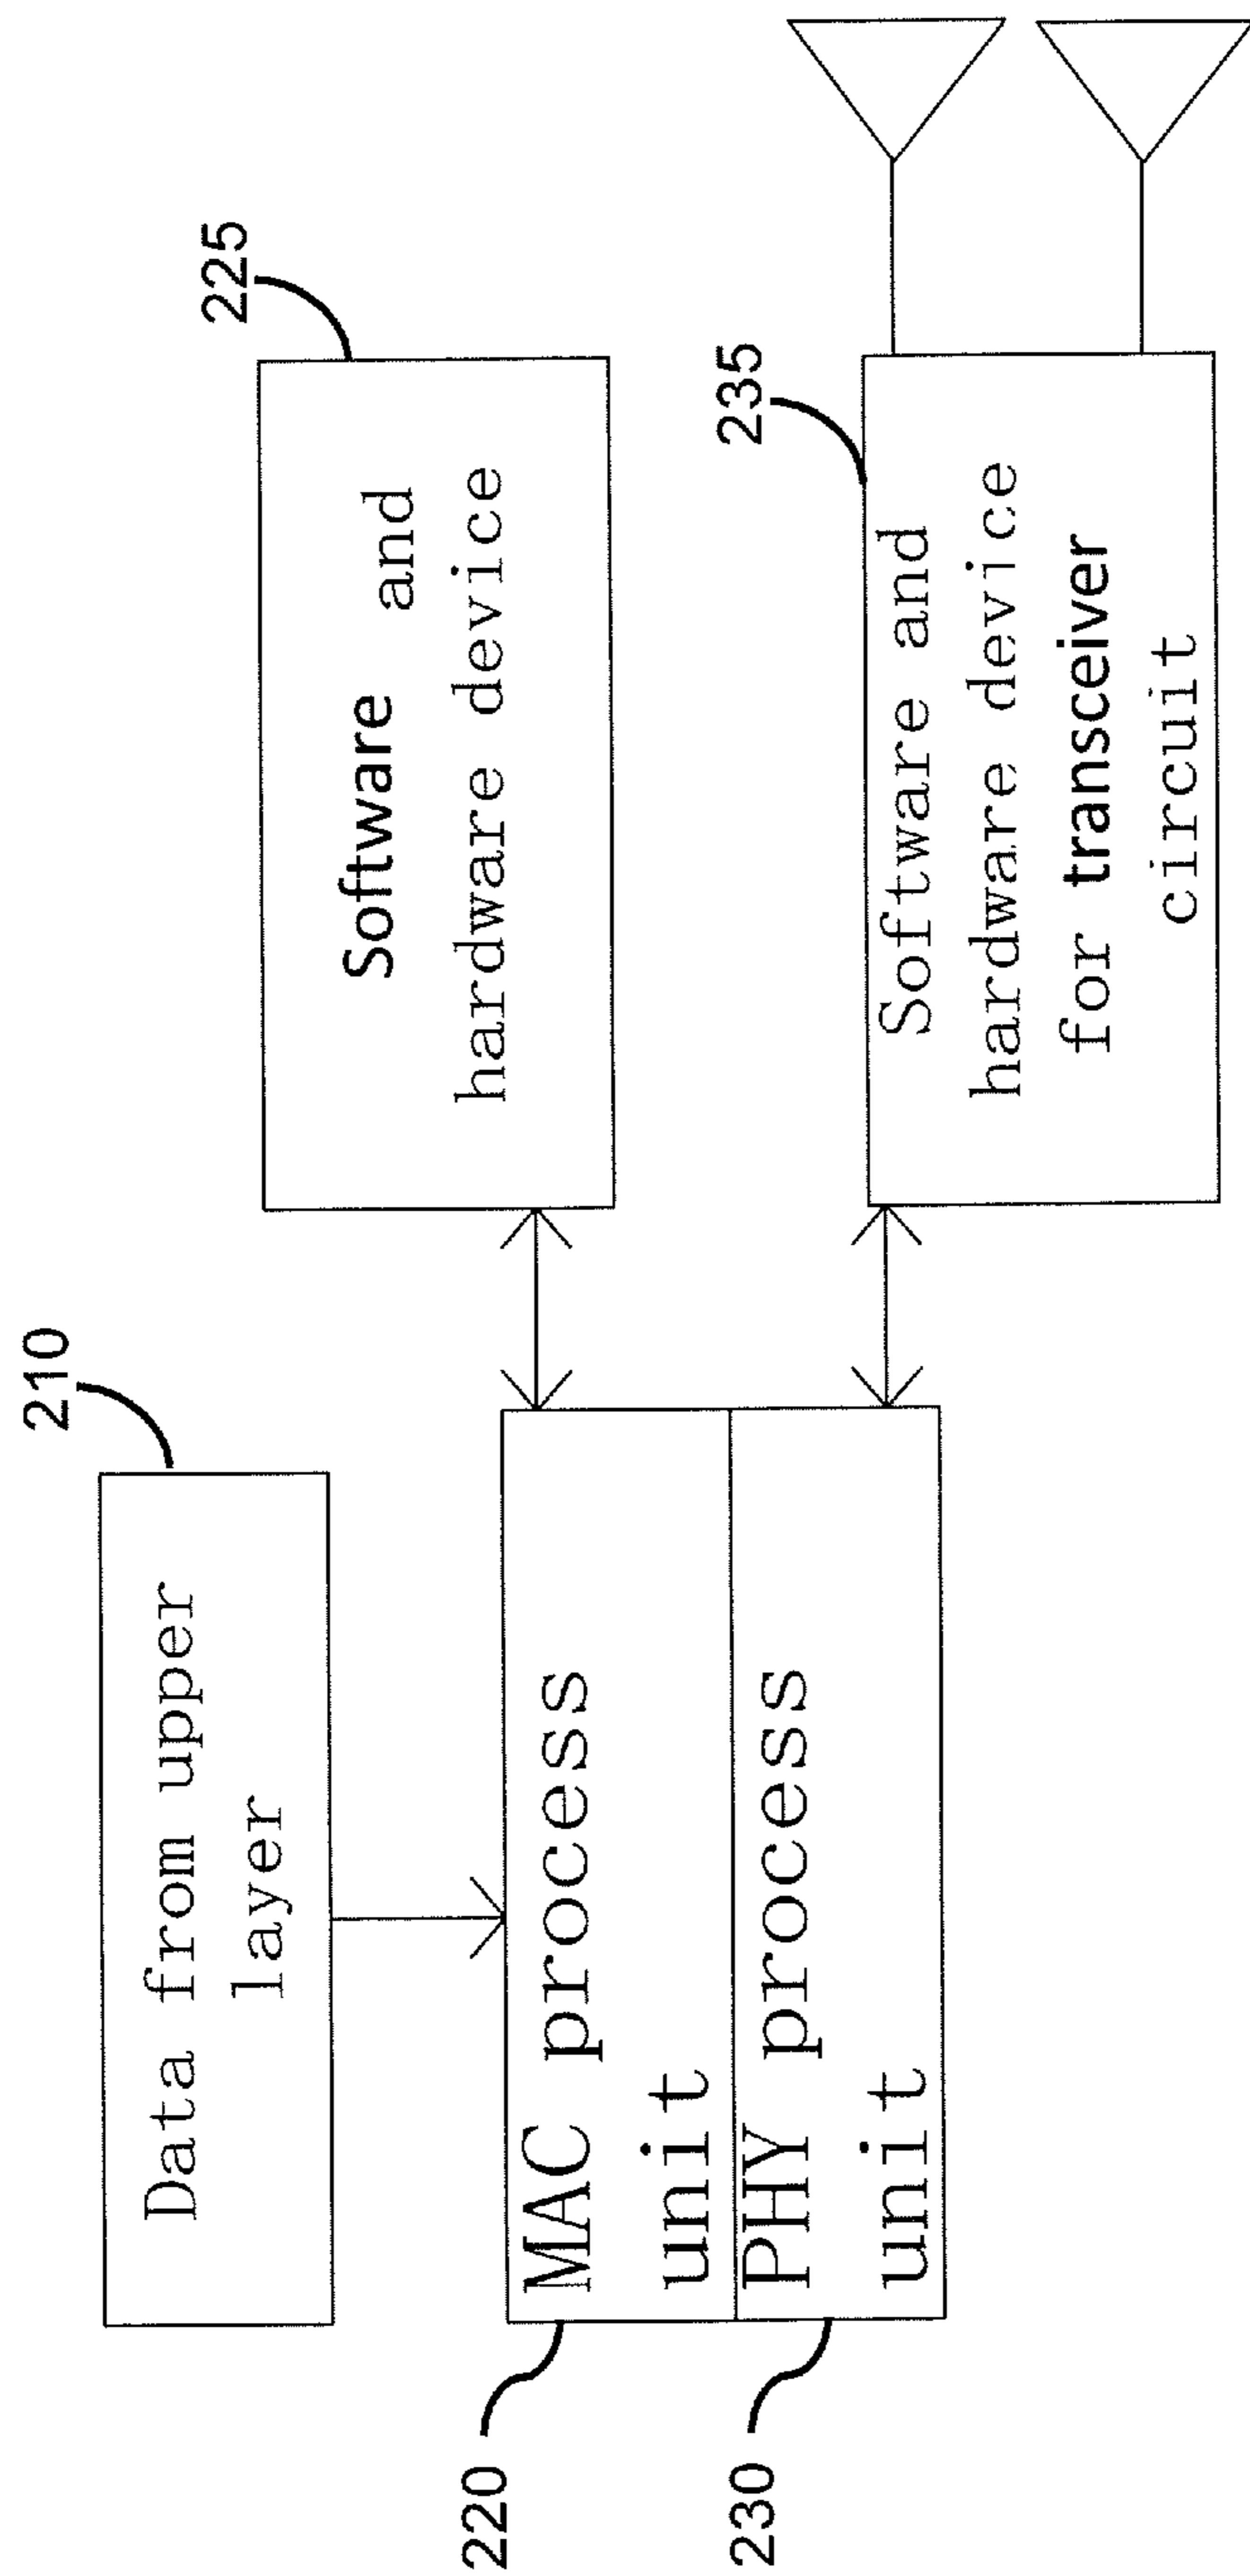 210
Data from upper
layer
220
MAC process
unit
230
PHY process
unit
225
Software and
hardware device
235
Software and
hardware device
for transceiver
circuit